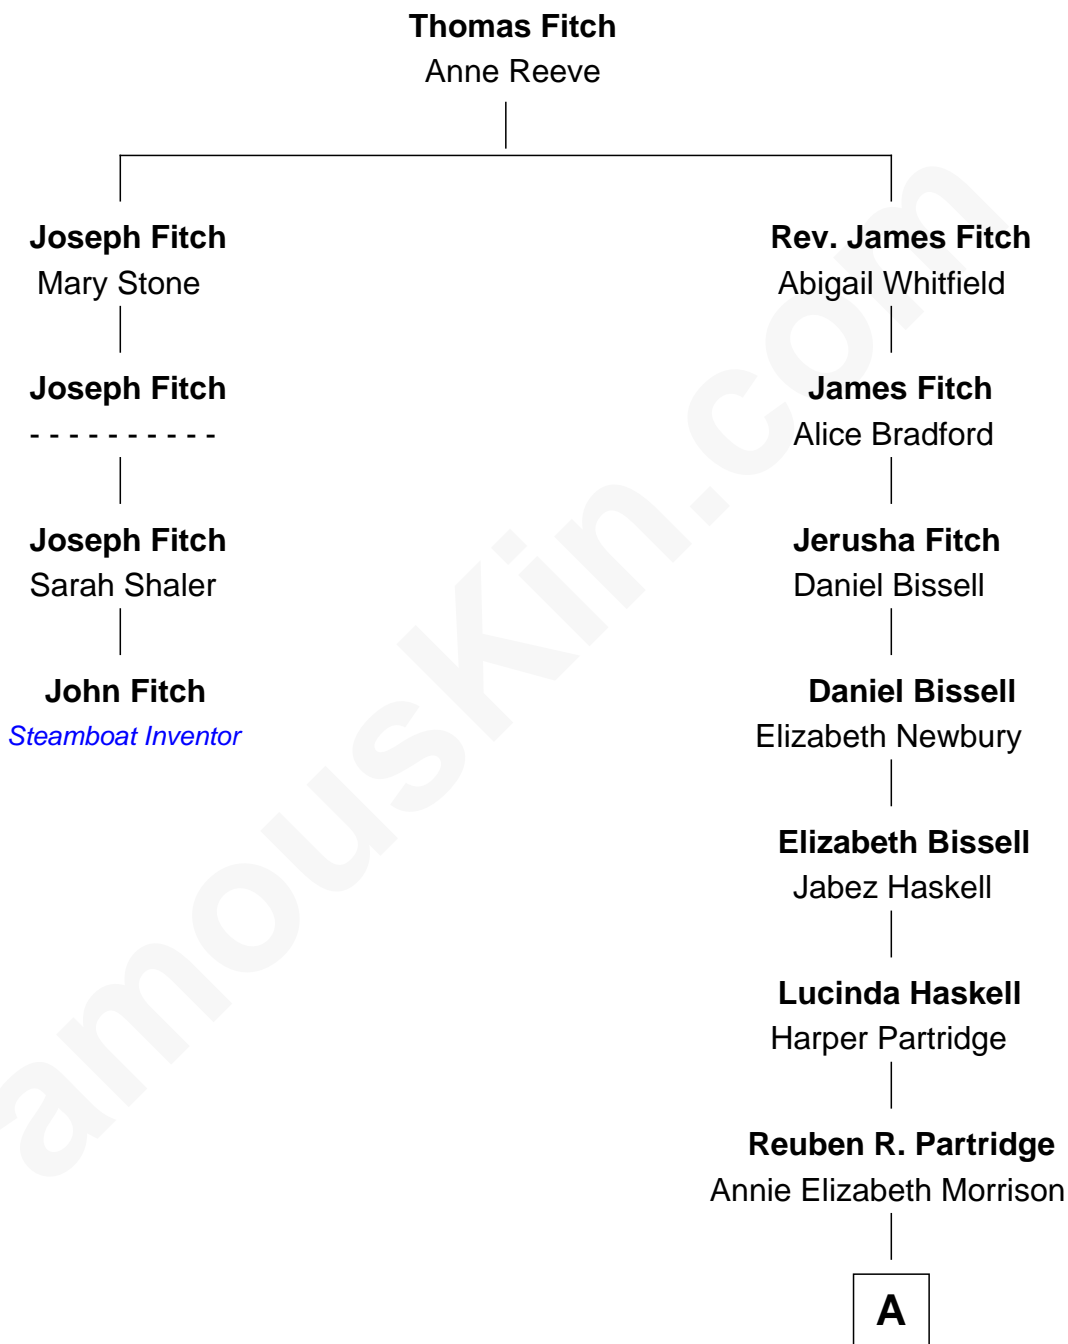 Thomas Fitch
Anne Reeve
Joseph Fitch
Mary Stone
Joseph Fitch
- - - - - - - - - -
Joseph Fitch
Sarah Shaler
John Fitch
Steamboat Inventor
Rev. James Fitch
Abigail Whitfield
James Fitch
Alice Bradford
Jerusha Fitch
Daniel Bissell
Daniel Bissell
Elizabeth Newbury
Elizabeth Bissell
Jabez Haskell
Lucinda Haskell
Harper Partridge
Reuben R. Partridge
Annie Elizabeth Morrison
A
amousKin.com